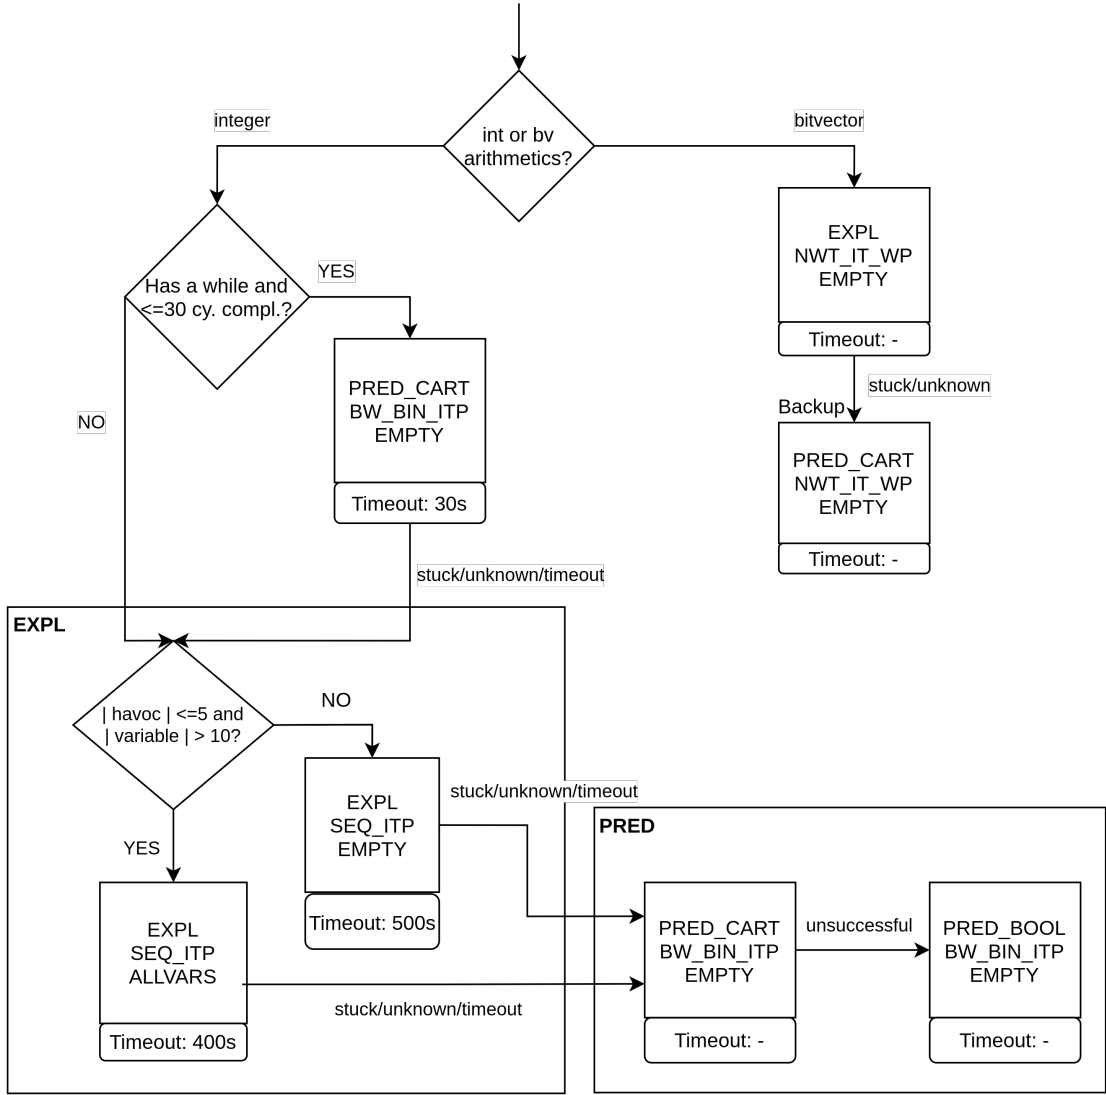 int or bv
arithmetics?
integer
bitvector
EXPL
NWT_IT_WP
EMPTY
Timeout: -
stuck/unknown
Backup
PRED_CART
NWT_IT_WP
EMPTY
Timeout: -
Has a while and
<=30 cy. compl.?
YES
NO
PRED_CART
BW_BIN_ITP
EMPTY
Timeout: 30s
stuck/unknown/timeout
EXPL
| havoc | <=5 and
| variable | > 10?
NO
YES
EXPL
SEQ_ITP
EMPTY
Timeout: 500s
stuck/unknown/timeout
EXPL
SEQ_ITP
ALLVARS
Timeout: 400s
stuck/unknown/timeout
PRED
PRED_CART
BW_BIN_ITP
EMPTY
Timeout: -
unsuccessful
PRED_BOOL
BW_BIN_ITP
EMPTY
Timeout: -